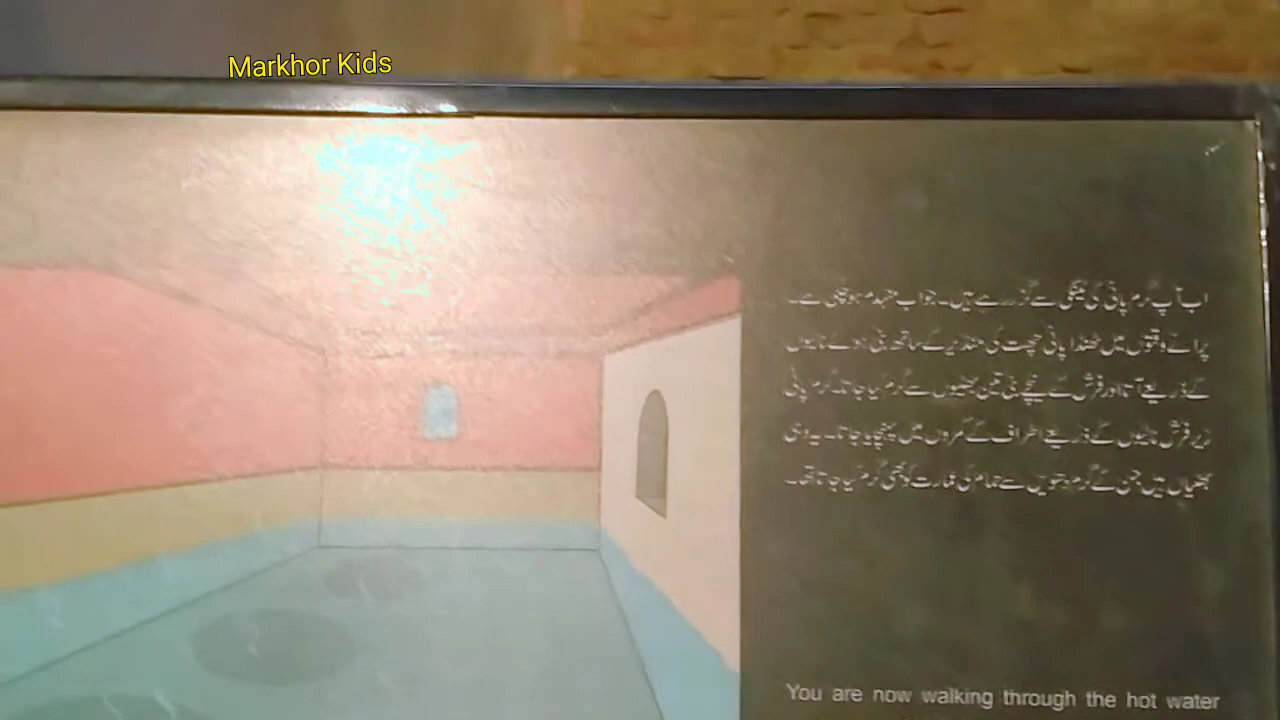 Markhor Kids
اب آپ گرم پانی کی ٹینکی سے گزر رہے ہیں۔ جو اب منہدم ہو چکی ہے۔
پرانے وقتوں میں ٹھنڈا پانی چھت کی منڈیر کے ساتھ بنی ہوئے نالیوں
کے ذریعے آتا اور فرش کے نیچے بنی تین بھٹیوں سے گرم کیا جاتا۔ گرم پانی
زیر فرش نالیوں کے ذریعے اطراف کے کمروں میں پہنچایا جاتا۔ یہ وہی
بھٹیاں ہیں جن کے گرم دھوئیں سے حمام کی عمارت کو بھی گرم کیا جاتا تھا۔
You are now walking through the hot water